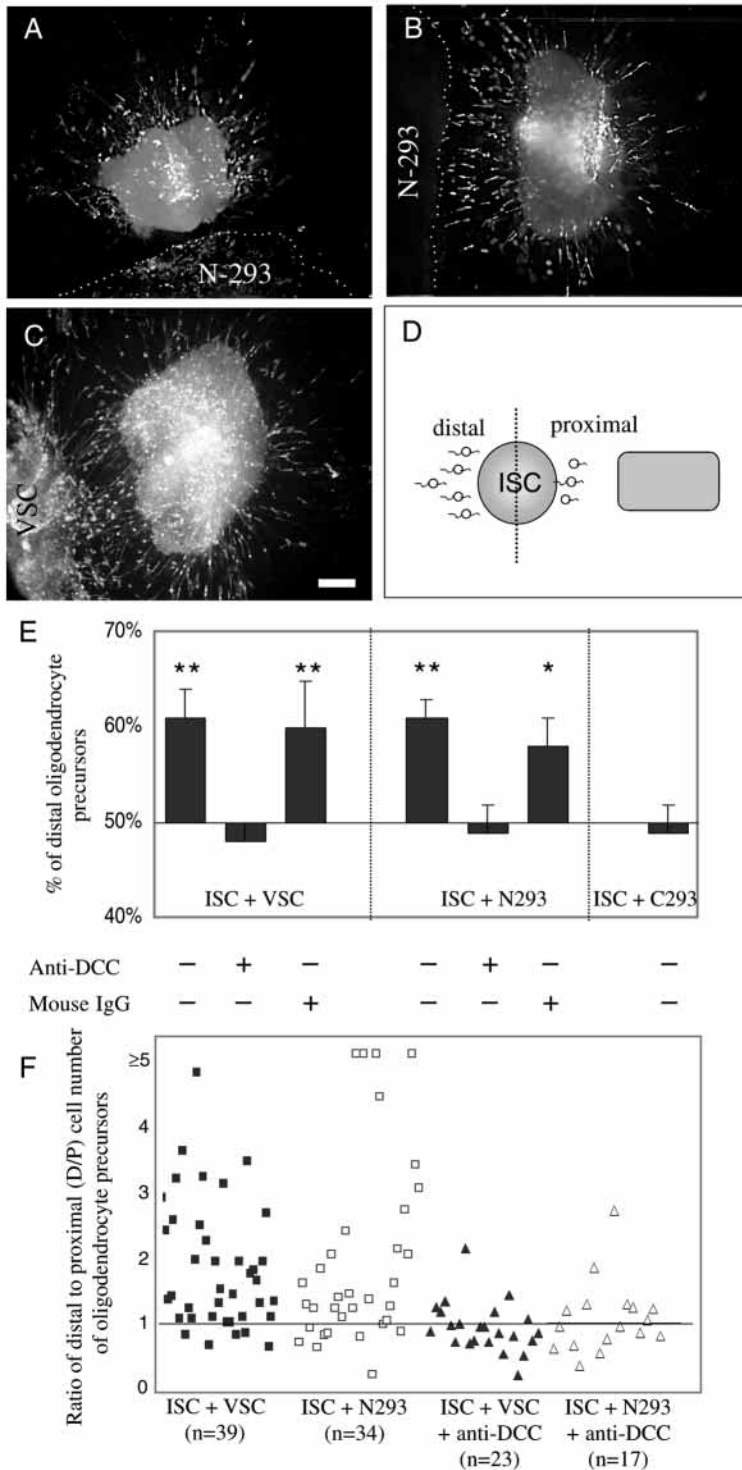 A
N-293
B
N-293
C
VSC
D
distal
proximal
ISC
E
70%
60%
50%
40%
% of distal oligodendrocyte
precursors
** ** ** *
ISC + VSC ISC + N293 ISC + C293
Anti-DCC − + − − + − −
Mouse IgG − − + − − + −
F
≥5
4
3
2
1
0
Ratio of distal to proximal (D/P) cell number
of oligodendrocyte precursors
ISC + VSC ISC + N293 ISC + VSC ISC + N293
(n=39) (n=34) + anti-DCC + anti-DCC
(n=23) (n=17)